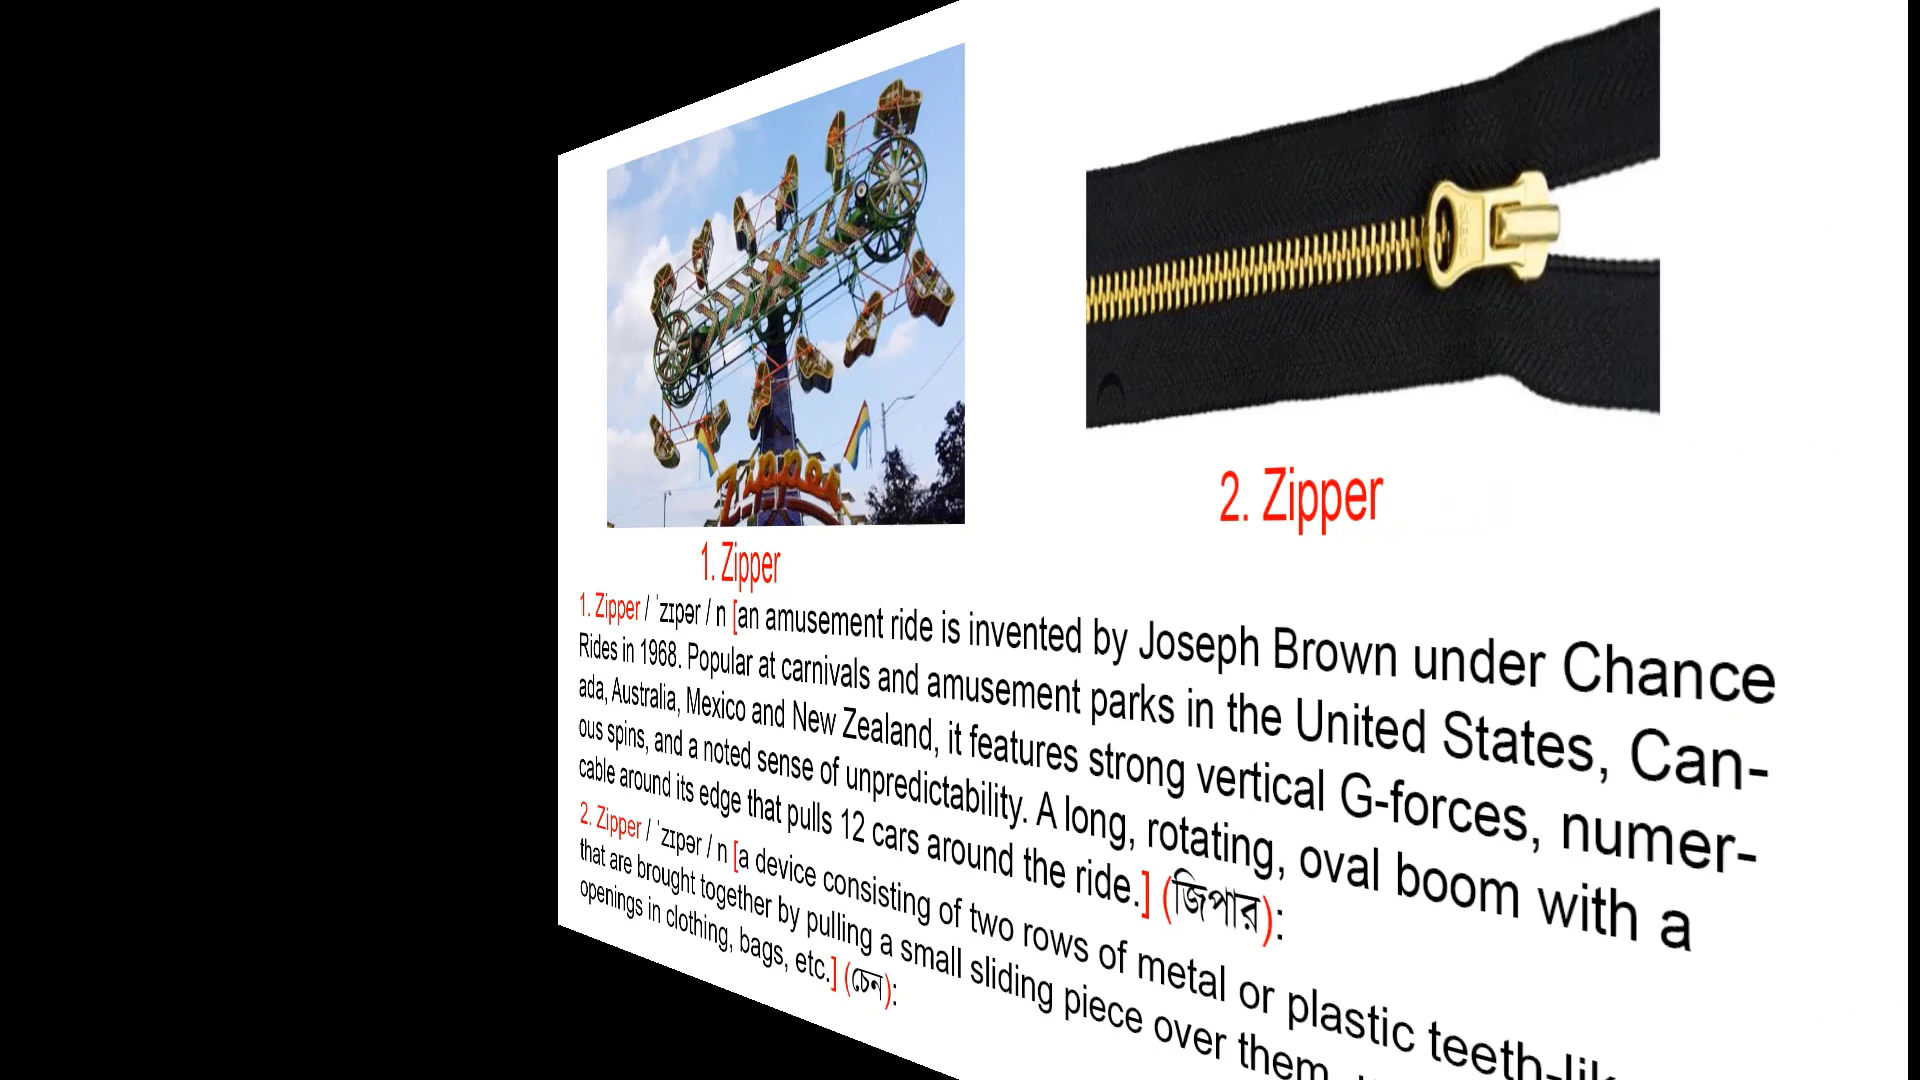 Zipper
1. Zipper
2. Zipper
1. Zipper / ˈzɪpər / n [an amusement ride is invented by Joseph Brown under Chance
Rides in 1968. Popular at carnivals and amusement parks in the United States, Can-
ada, Australia, Mexico and New Zealand, it features strong vertical G-forces, numer-
ous spins, and a noted sense of unpredictability. A long, rotating, oval boom with a
cable around its edge that pulls 12 cars around the ride.] (জিপার):
2. Zipper / ˈzɪpər / n [a device consisting of two rows of metal or plastic
that are brought together by pulling a small sliding piece over them
openings in clothing, bags, etc.] (চেন):